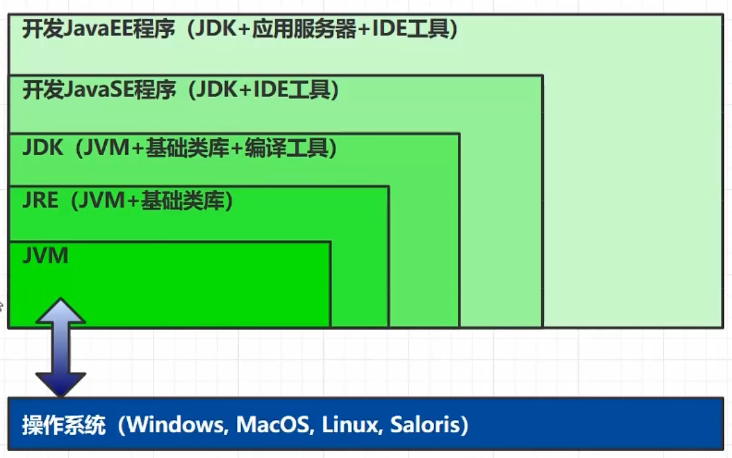 开发JavaEE程序（JDK+应用服务器+IDE工具）
开发JavaSE程序（JDK+IDE工具）
JDK（JVM+基础类库+编译工具）
JRE（JVM+基础类库）
JVM
操作系统（Windows, MacOS, Linux, Saloris）